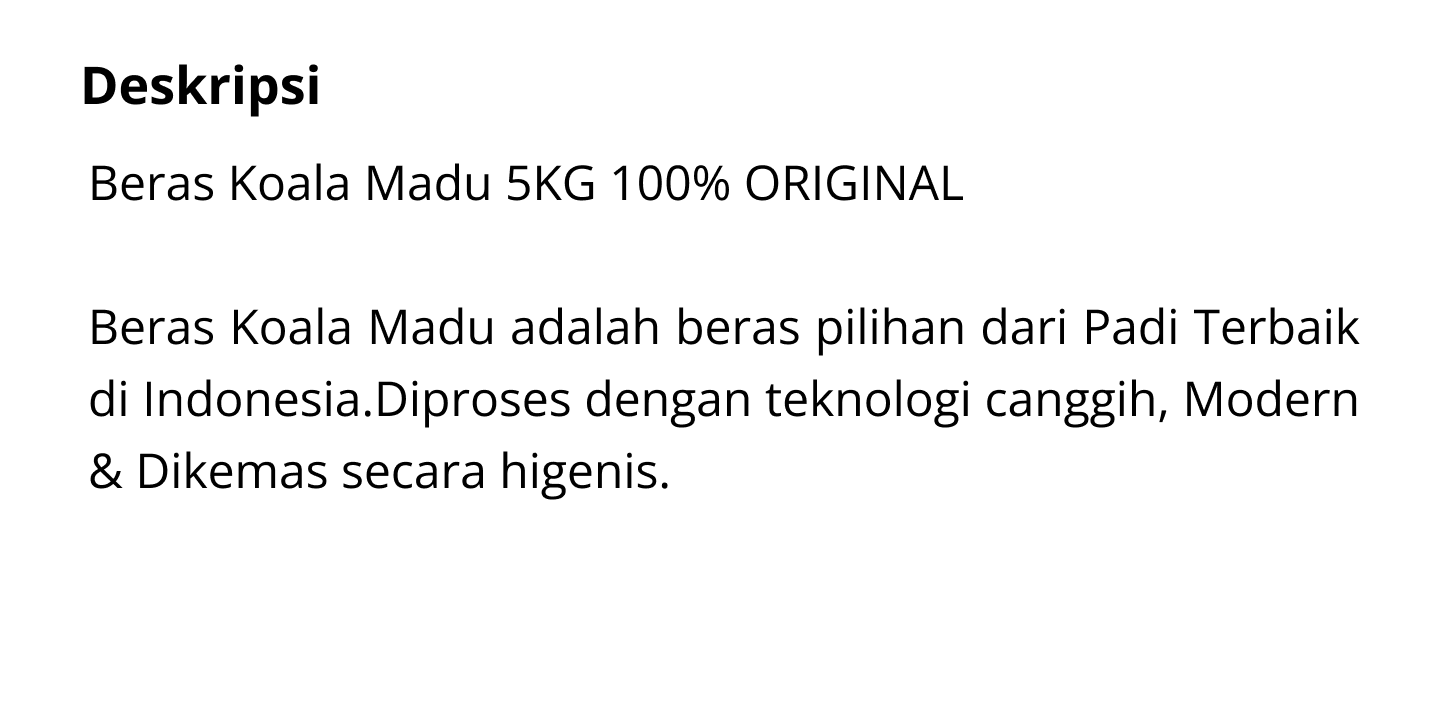 Deskripsi
Beras Koala Madu 5KG 100% ORIGINAL
Beras Koala Madu adalah beras pilihan dari Padi Terbaik
di Indonesia.Diproses dengan teknologi canggih, Modern
& Dikemas secara higenis.